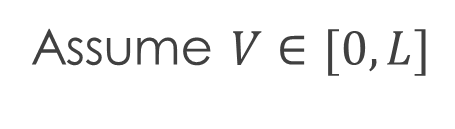 Assume 𝑉 ∈ [0, 𝐿]